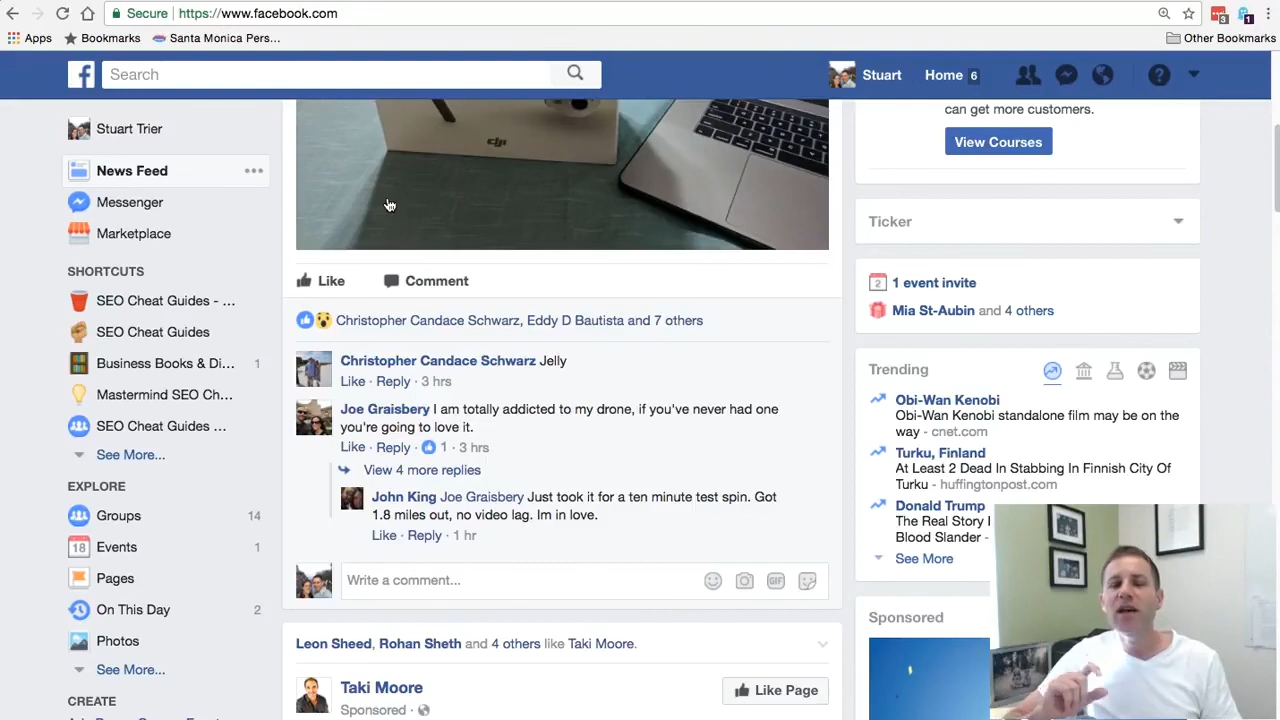 Secure https://www.facebook.com
3
1
Apps Bookmarks Santa Monica Pers... Other Bookmarks
f Search Stuart Home 6
Stuart Trier
News Feed
Messenger
Marketplace
SHORTCUTS
SEO Cheat Guides - ...
SEO Cheat Guides
Business Books & Di... 1
Mastermind SEO Ch...
SEO Cheat Guides ...
See More...
EXPLORE
Groups 14
18 Events 1
Pages
On This Day 2
Photos
See More...
CREATE
dji
Like Comment
Christopher Candace Schwarz, Eddy D Bautista and 7 others
Christopher Candace Schwarz Jelly
Like · Reply · 3 hrs
Joe Graisbery I am totally addicted to my drone, if you've never had one
you're going to love it.
Like · Reply · 1 · 3 hrs
View 4 more replies
John King Joe Graisbery Just took it for a ten minute test spin. Got
1.8 miles out, no video lag. Im in love.
Like · Reply · 1 hr
Write a comment...
GIF
Leon Sheed, Rohan Sheth and 4 others like Taki Moore.
Taki Moore
Sponsored ·
Like Page
can get more customers.
View Courses
Ticker
2 1 event invite
Mia St-Aubin and 4 others
Trending
Obi-Wan Kenobi
Obi-Wan Kenobi standalone film may be on the
way - cnet.com
Turku, Finland
At Least 2 Dead In Stabbing In Finnish City Of
Turku - huffingtonpost.com
Donald Trump
The Real Story
Blood Slander -
See More
Sponsored